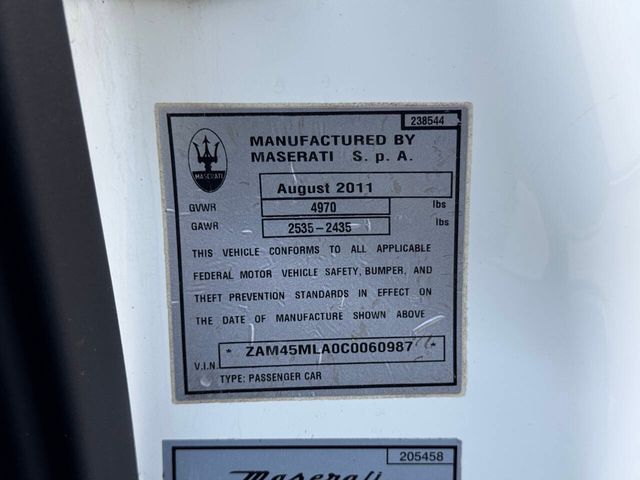 238544
MASERATI
MANUFACTURED BY
MASERATI S. p A.
August 2011
GVWR 4970 lbs
GAWR 2535-2435 lbs
THIS VEHICLE CONFORMS TO ALL APPLICABLE
FEDERAL MOTOR VEHICLE SAFETY, BUMPER, AND
THEFT PREVENTION STANDARDS IN EFFECT ON
THE DATE OF MANUFACTURE SHOWN ABOVE
V.I.N. * ZAM45MLA0C0060987 *
TYPE: PASSENGER CAR
205458
Maserati